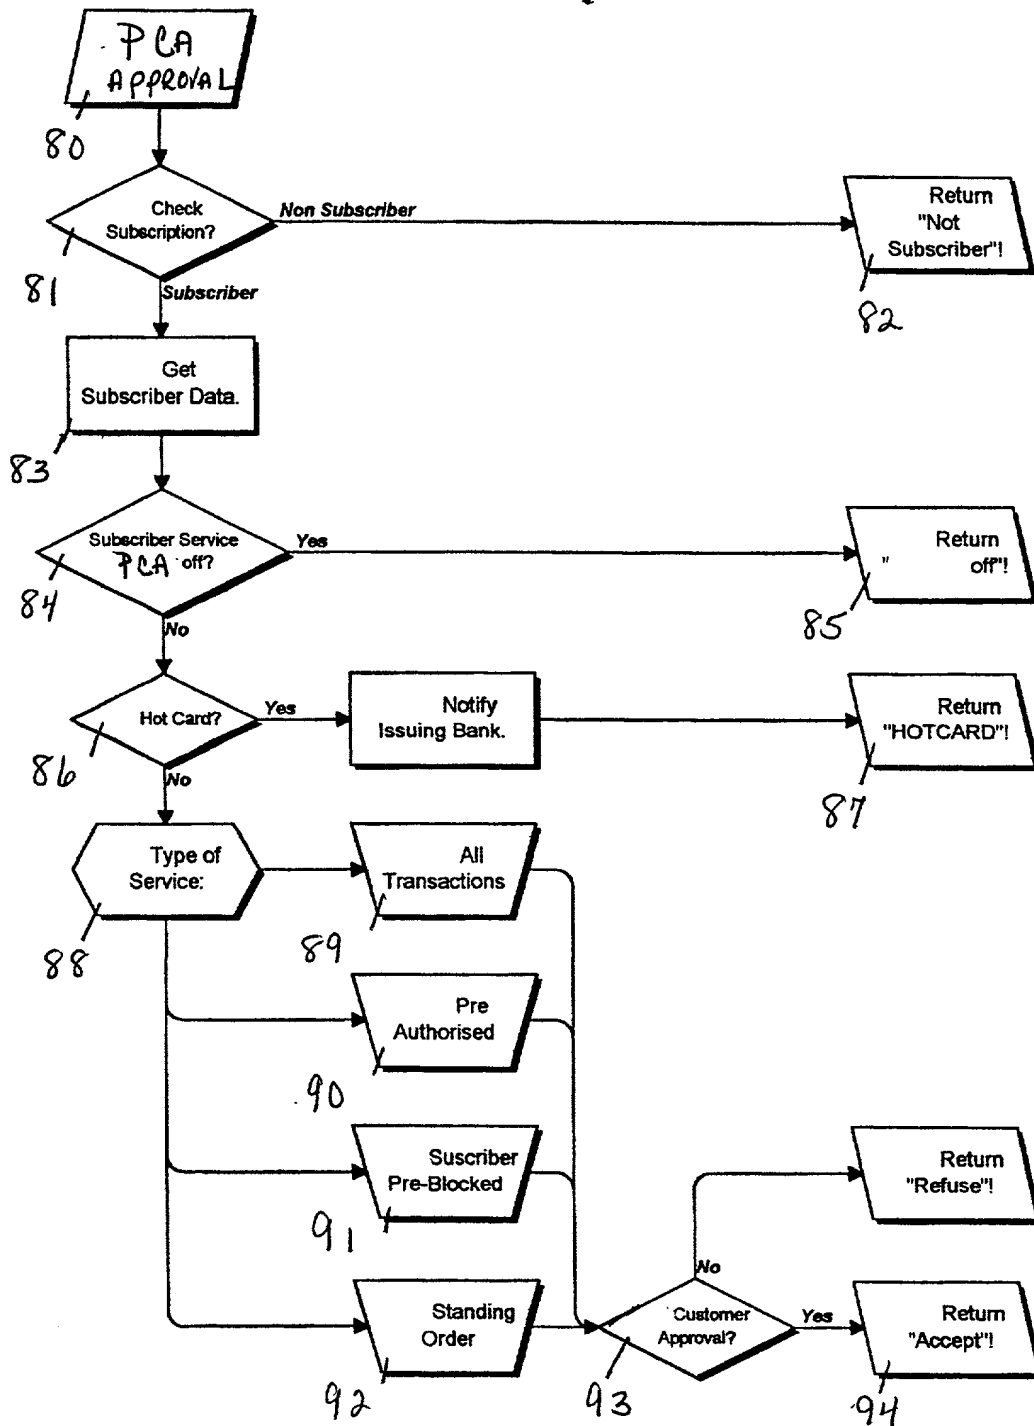 PCA
APPROVAL
80
Check
Subscription?
Non Subscriber
Return
"Not
Subscriber"!
81
Subscriber
82
Get
Subscriber Data.
83
Subscriber Service
PCA off?
Yes
Return
" off"!
84
No
85
Hot Card?
Yes
Notify
Issuing Bank.
Return
"HOTCARD"!
86
No
87
Type of
Service:
All
Transactions
88
89
Pre
Authorised
90
Suscriber
Pre-Blocked
Return
"Refuse"!
91
No
Standing
Order
Customer
Approval?
Yes
Return
"Accept"!
92
93
94